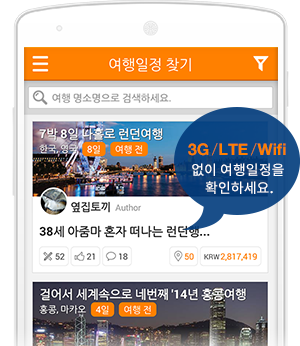 여행일정 찾기
여행 명소명으로 검색하세요.
7박 8일 나홀로 런던여행
한국, 영국, 8일 여행 전
3G/LTE/Wifi
없이 여행일정을
확인하세요.
옆집토끼 Author
38세 아줌마 혼자 떠나는 런던행...
52 21 18 50 KRW 2,817,419
걸어서 세계속으로 네번째 '14년 홍콩여행
홍콩, 마카오 4일 여행 전